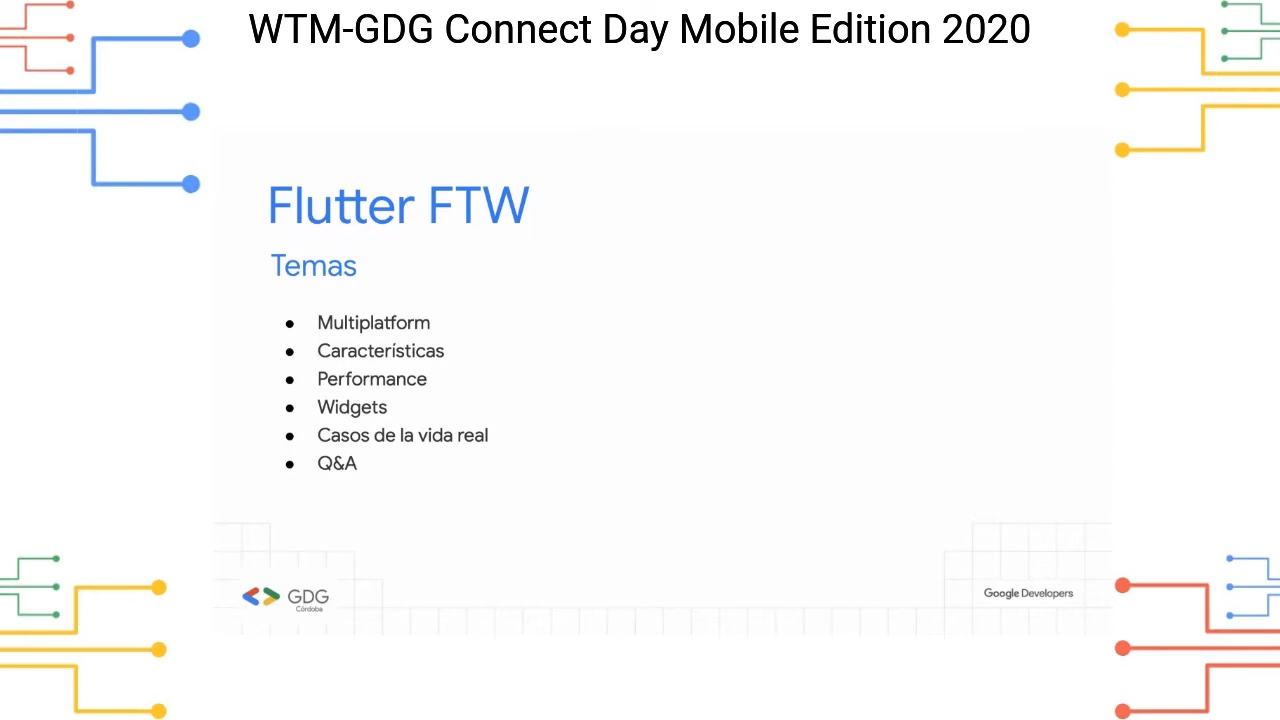 WTM-GDG Connect Day Mobile Edition 2020
Flutter FTW
Temas
● Multiplatform
● Características
● Performance
● Widgets
● Casos de la vida real
● Q&A
GDG
Córdoba
Google Developers